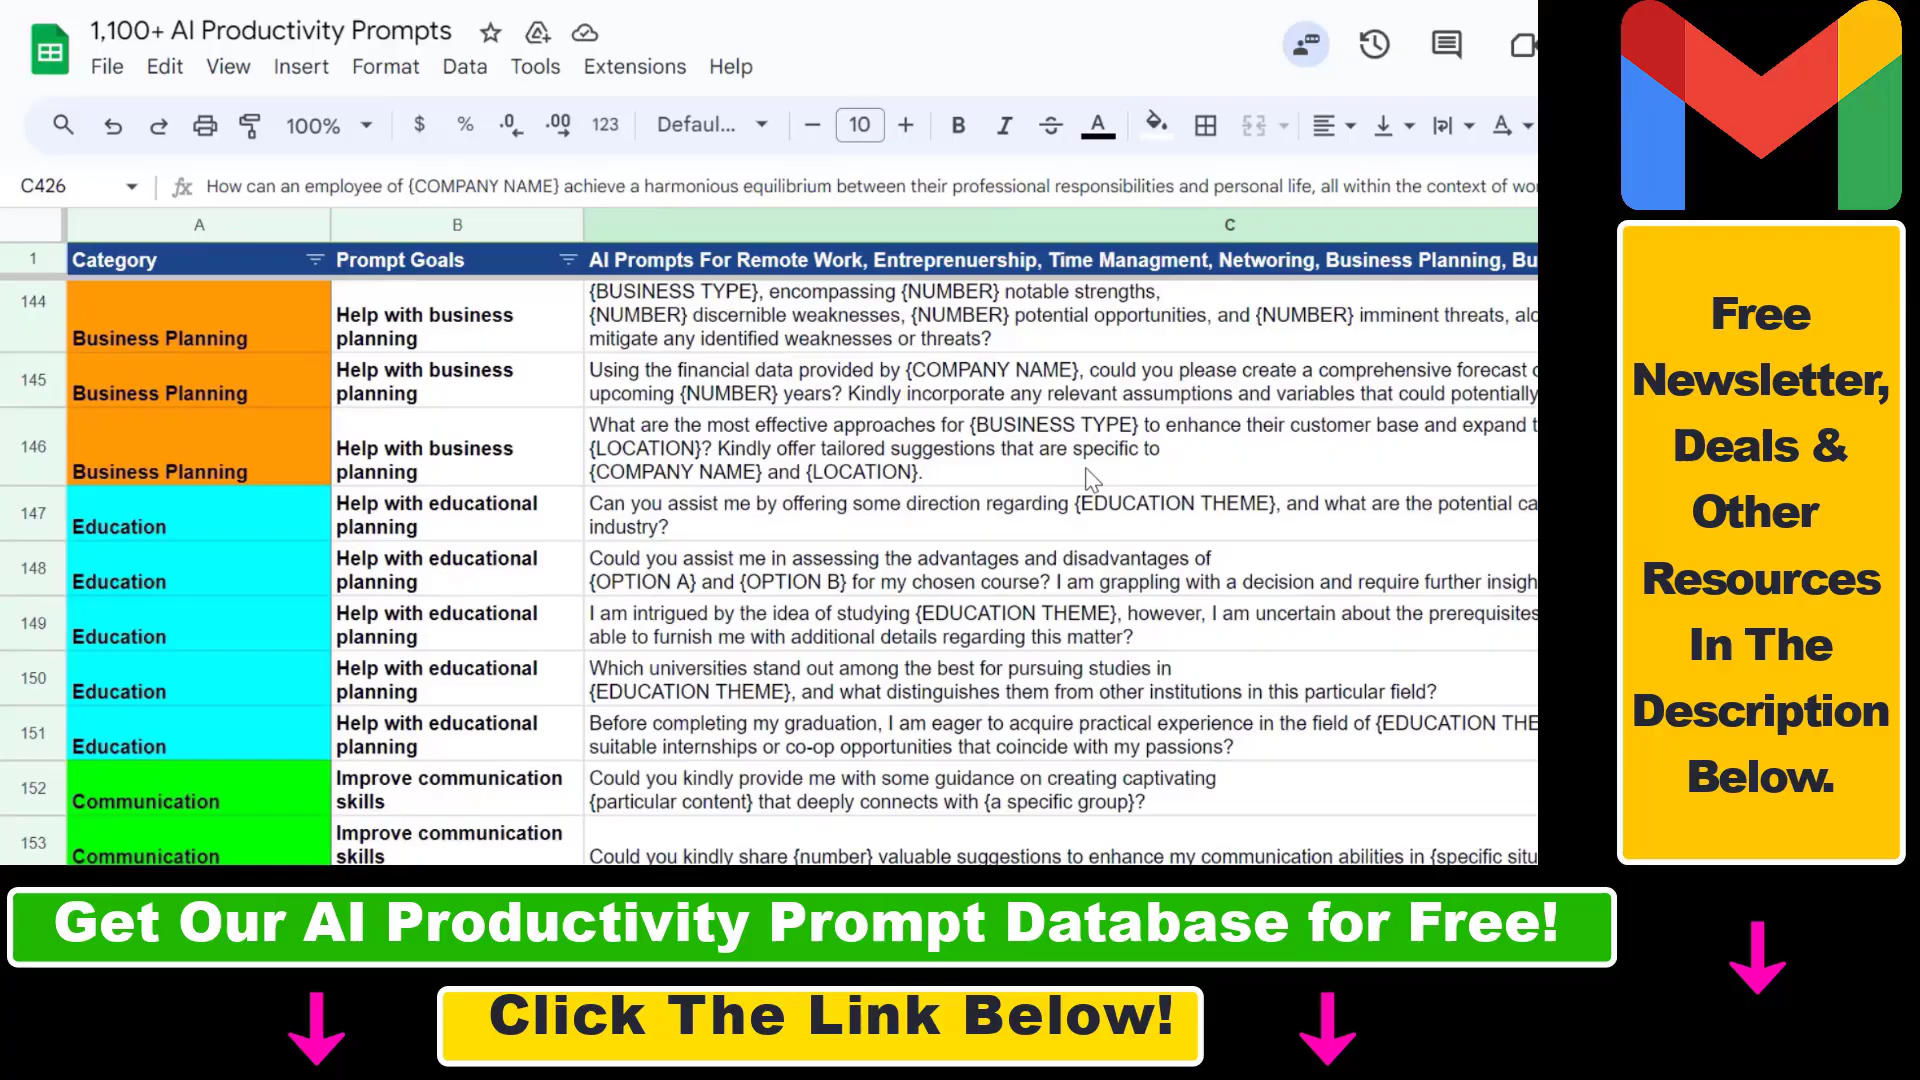 1,100+ AI Productivity Prompts
File Edit View Insert Format Data Tools Extensions Help
100% $ % .0 .00 123 Defaul... 10 B I A A
C426 fx How can an employee of {COMPANY NAME} achieve a harmonious equilibrium between their professional responsibilities and personal life, all within the context of
A B C
1 Category Prompt Goals AI Prompts For Remote Work, Entreprenuership, Time Managment, Networing, Business Planning,
144 Business Planning Help with business planning {BUSINESS TYPE}, encompassing {NUMBER} notable strengths,
{NUMBER} discernible weaknesses, {NUMBER} potential opportunities, and {NUMBER} imminent threats,
mitigate any identified weaknesses or threats?
145 Business Planning Help with business planning Using the financial data provided by {COMPANY NAME}, could you please create a comprehensive forecast
upcoming {NUMBER} years? Kindly incorporate any relevant assumptions and variables that could potentially
146 Business Planning Help with business planning What are the most effective approaches for {BUSINESS TYPE} to enhance their customer base and expand
{LOCATION}? Kindly offer tailored suggestions that are specific to
{COMPANY NAME} and {LOCATION}.
147 Education Help with educational planning Can you assist me by offering some direction regarding {EDUCATION THEME}, and what are the potential
industry?
148 Education Help with educational planning Could you assist me in assessing the advantages and disadvantages of
{OPTION A} and {OPTION B} for my chosen course? I am grappling with a decision and require further
149 Education Help with educational planning I am intrigued by the idea of studying {EDUCATION THEME}, however, I am uncertain about the prerequisites
able to furnish me with additional details regarding this matter?
150 Education Help with educational planning Which universities stand out among the best for pursuing studies in
{EDUCATION THEME}, and what distinguishes them from other institutions in this particular field?
151 Education Help with educational planning Before completing my graduation, I am eager to acquire practical experience in the field of {EDUCATION
suitable internships or co-op opportunities that coincide with my passions?
152 Communication Improve communication skills Could you kindly provide me with some guidance on creating captivating
{particular content} that deeply connects with {a specific group}?
153 Communication Improve communication skills Could you kindly share {number} valuable suggestions to enhance my communication abilities in {specific
Free
Newsletter,
Deals &
Other
Resources
In The
Description
Below.
Get Our AI Productivity Prompt Database for Free!
Click The Link Below!